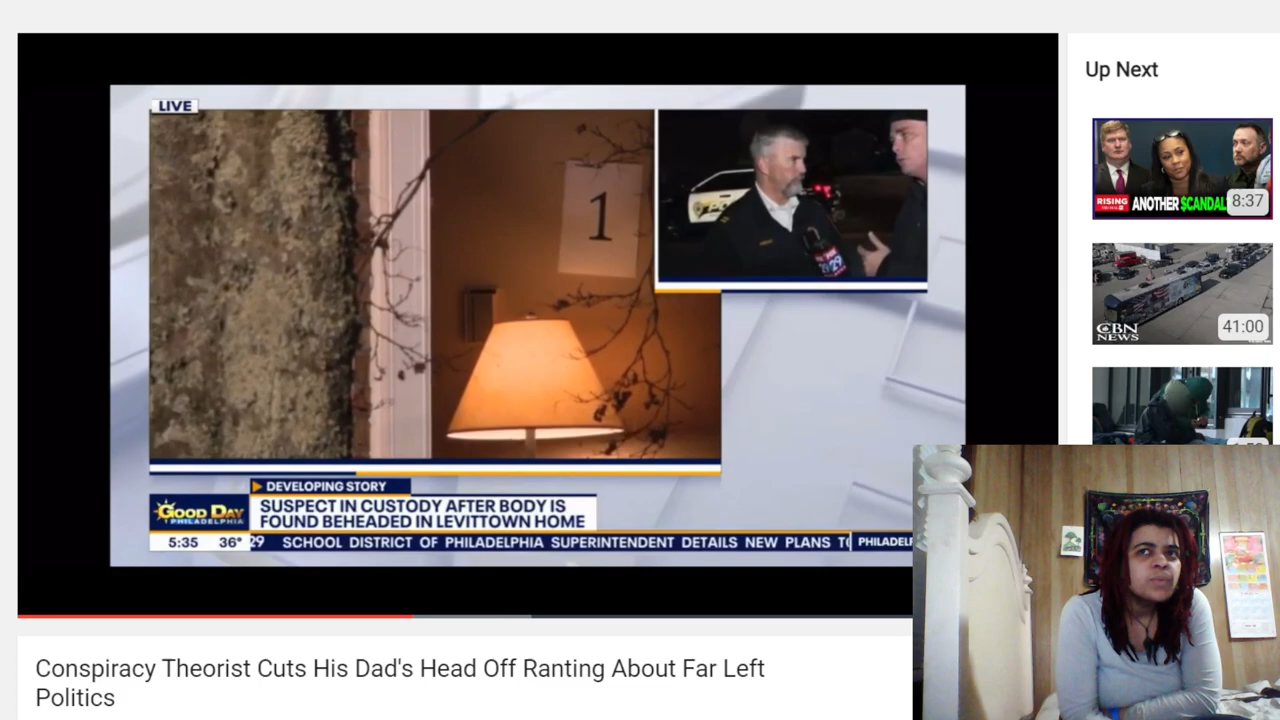 Up Next
LIVE
1
RISING
ANOTHER $CANDAL
8:37
CBN
NEWS
41:00
DEVELOPING STORY
GOOD DAY
PHILADELPHIA
SUSPECT IN CUSTODY AFTER BODY IS
FOUND BEHEADED IN LEVITTOWN HOME
5:35 36° 29 SCHOOL DISTRICT OF PHILADELPHIA SUPERINTENDENT DETAILS NEW PLANS
Conspiracy Theorist Cuts His Dad's Head Off Ranting About Far Left
Politics